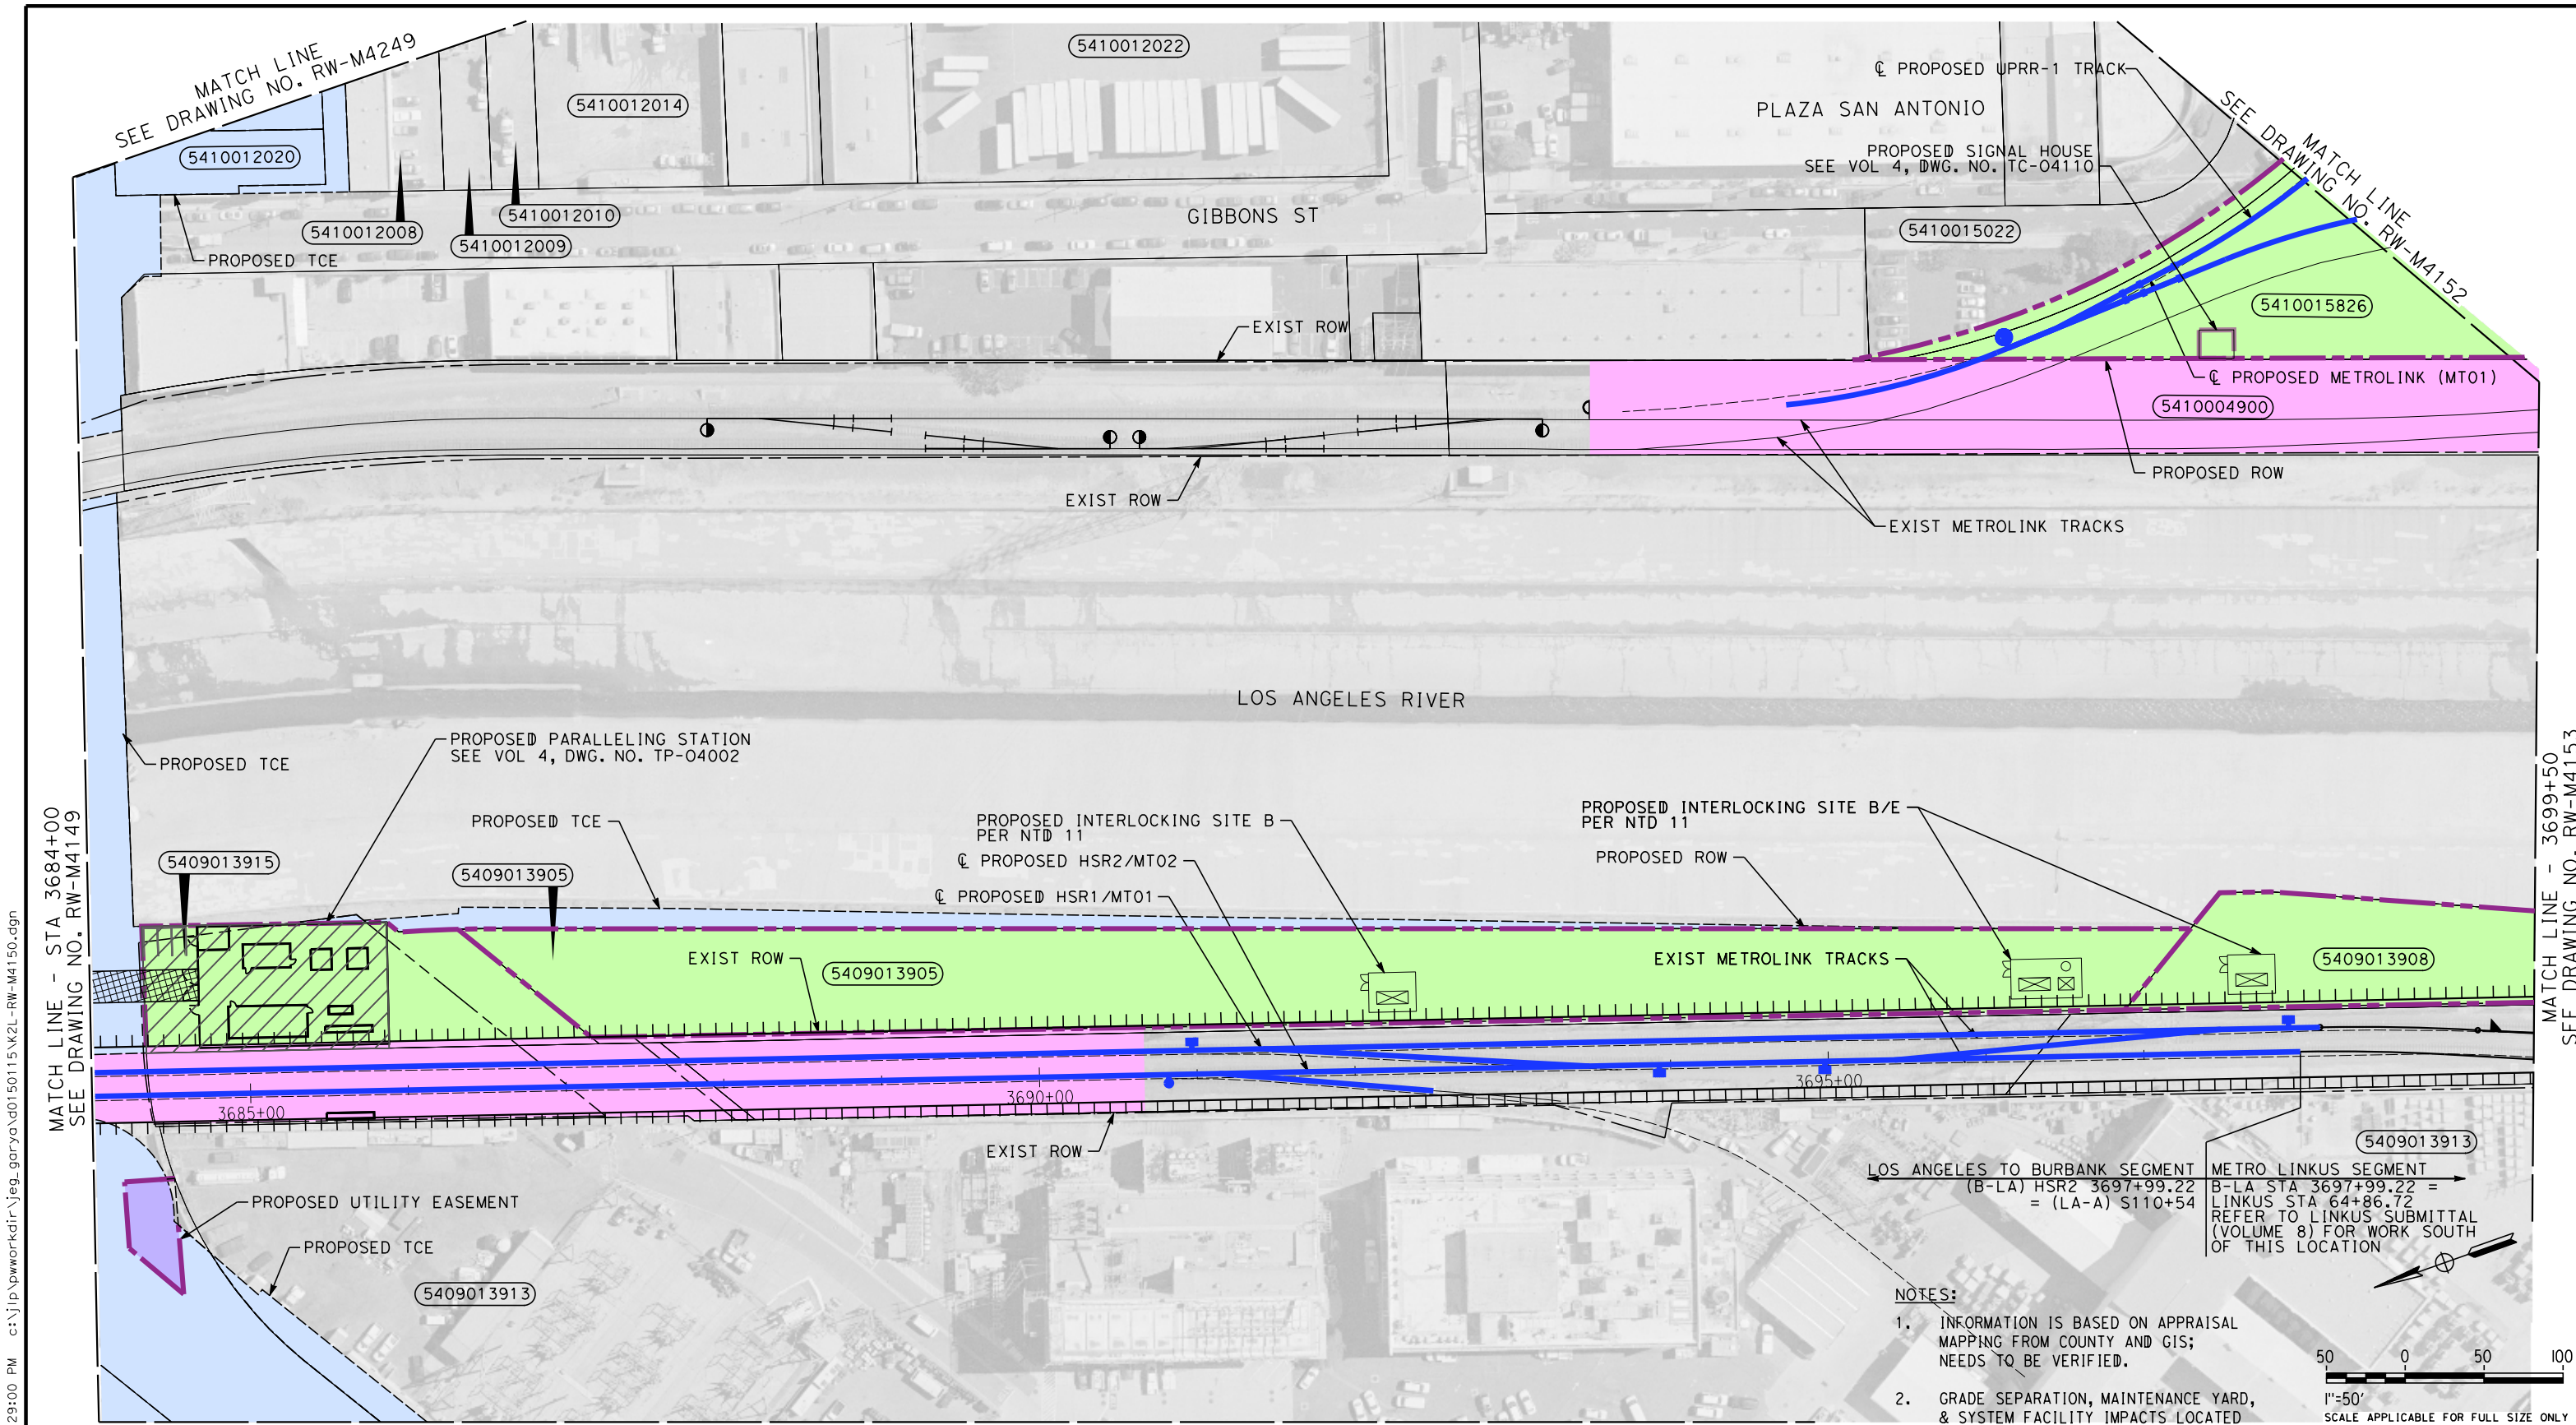 MATCH LINE
SEE DRAWING NO. RW-M4249
5410012020
5410012014
5410012022
5410012008
5410012009
5410012010
PROPOSED TCE
GIBBONS ST
℄ PROPOSED UPRR-1 TRACK
PLAZA SAN ANTONIO
PROPOSED SIGNAL HOUSE
SEE VOL 4, DWG. NO. TC-04110
MATCH LINE
SEE DRAWING NO. RW-M4152
5410015022
5410015826
EXIST ROW
℄ PROPOSED METROLINK (MT01)
5410004900
PROPOSED ROW
EXIST ROW
EXIST METROLINK TRACKS
LOS ANGELES RIVER
PROPOSED TCE
PROPOSED PARALLELING STATION
SEE VOL 4, DWG. NO. TP-04002
PROPOSED TCE
PROPOSED INTERLOCKING SITE B
PER NTD 11
℄ PROPOSED HSR2/MT02
℄ PROPOSED HSR1/MT01
PROPOSED INTERLOCKING SITE B/E
PER NTD 11
PROPOSED ROW
MATCH LINE - STA 3684+00
SEE DRAWING NO. RW-M4149
MATCH LINE - 3699+50
SEE DRAWING NO. RW-M4153
5409013915
5409013905
EXIST ROW
5409013905
EXIST METROLINK TRACKS
5409013908
3685+00
3690+00
3695+00
EXIST ROW
5409013913
LOS ANGELES TO BURBANK SEGMENT
(B-LA) HSR2 3697+99.22
= (LA-A) S110+54
METRO LINKUS SEGMENT
B-LA STA 3697+99.22 =
LINKUS STA 64+86.72
REFER TO LINKUS SUBMITTAL
(VOLUME 8) FOR WORK SOUTH
OF THIS LOCATION
PROPOSED UTILITY EASEMENT
PROPOSED TCE
5409013913
NOTES:
1. INFORMATION IS BASED ON APPRAISAL
MAPPING FROM COUNTY AND GIS;
NEEDS TO BE VERIFIED.
2. GRADE SEPARATION, MAINTENANCE YARD,
& SYSTEM FACILITY IMPACTS LOCATED
50 0 50 100
1"=50'
SCALE APPLICABLE FOR FULL SIZE ONLY
29:00 PM c:\jlp\pwworkdir\jeg_garya\d0150115\K2L-RW-M4150.dgn